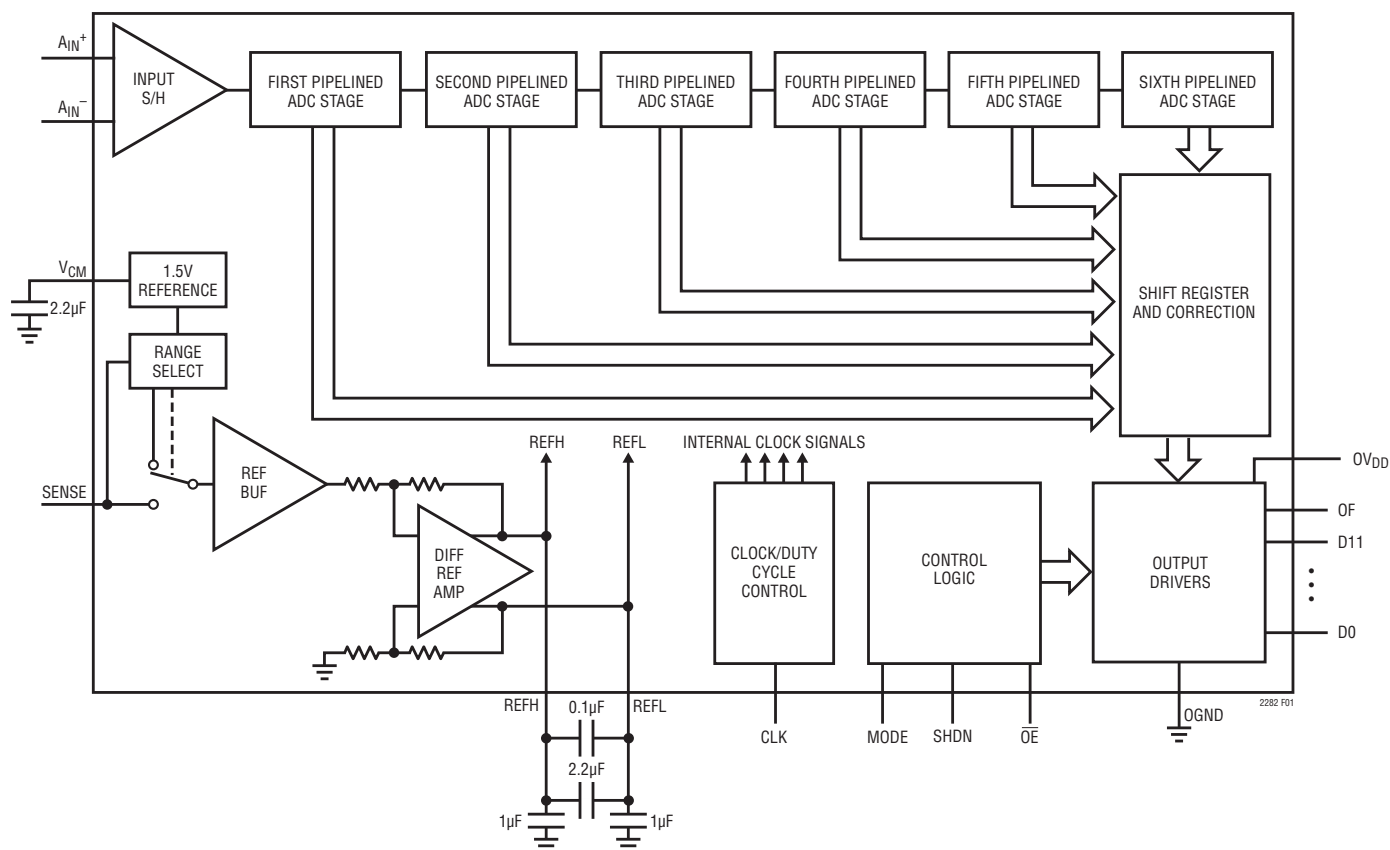 AIN+
AIN−
INPUT
S/H
FIRST PIPELINED
ADC STAGE
SECOND PIPELINED
ADC STAGE
THIRD PIPELINED
ADC STAGE
FOURTH PIPELINED
ADC STAGE
FIFTH PIPELINED
ADC STAGE
SIXTH PIPELINED
ADC STAGE
VCM
2.2µF
1.5V
REFERENCE
RANGE
SELECT
SHIFT REGISTER
AND CORRECTION
SENSE
REF
BUF
REFH
REFL
INTERNAL CLOCK SIGNALS
DIFF
REF
AMP
CLOCK/DUTY
CYCLE
CONTROL
CONTROL
LOGIC
OUTPUT
DRIVERS
OVDD
OF
D11
D0
REFH
0.1µF
REFL
2.2µF
1µF
1µF
CLK
MODE
SHDN
O̅E̅
OGND
2282 F01